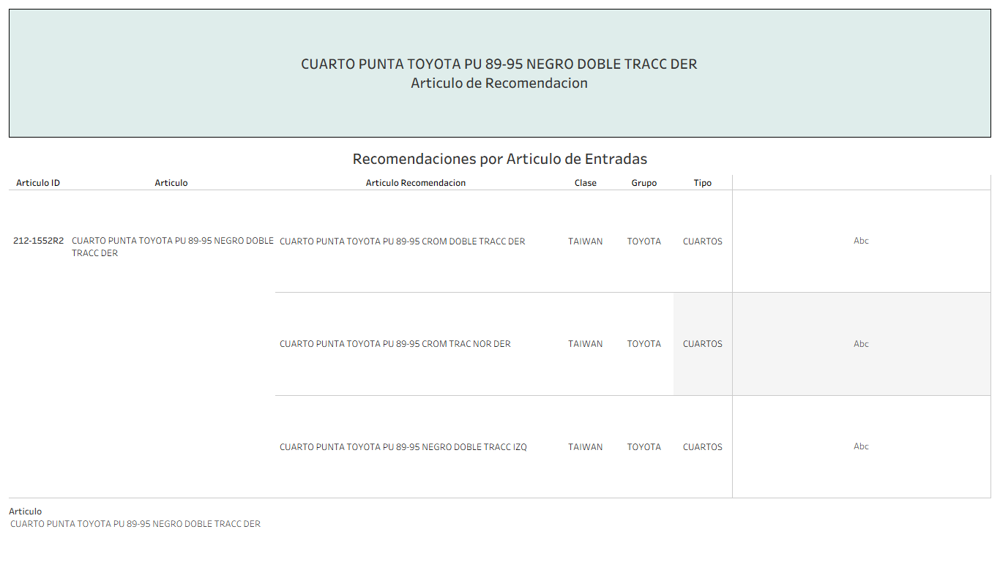 CUARTO PUNTA TOYOTA PU 89-95 NEGRO DOBLE TRACC DER
Articulo de Recomendacion
Recomendaciones por Articulo de Entradas
Articulo ID Articulo Articulo Recomendacion Clase Grupo Tipo
212-1552R2 CUARTO PUNTA TOYOTA PU 89-95 NEGRO DOBLE CUARTO PUNTA TOYOTA PU 89-95 CROM DOBLE TRACC DER TAIWAN TOYOTA CUARTOS Abc
TRACC DER
CUARTO PUNTA TOYOTA PU 89-95 CROM TRAC NOR DER TAIWAN TOYOTA CUARTOS Abc
CUARTO PUNTA TOYOTA PU 89-95 NEGRO DOBLE TRACC IZQ TAIWAN TOYOTA CUARTOS Abc
Articulo
CUARTO PUNTA TOYOTA PU 89-95 NEGRO DOBLE TRACC DER